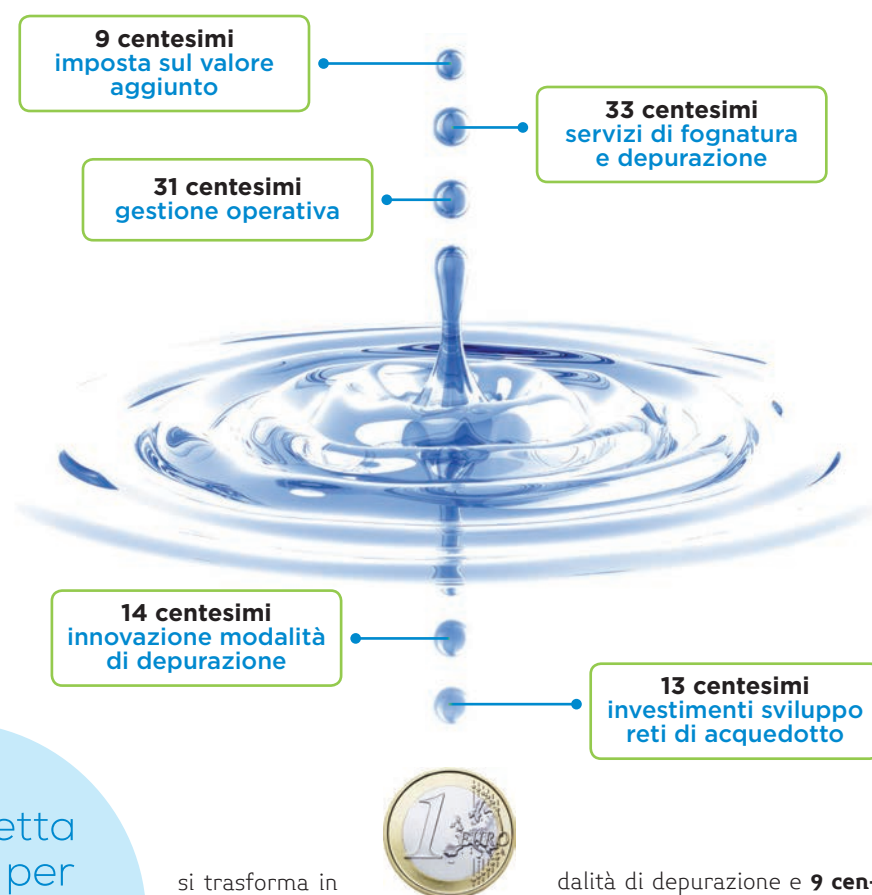 9 centesimi
imposta sul valore
aggiunto
33 centesimi
servizi di fognatura
e depurazione
31 centesimi
gestione operativa
14 centesimi
innovazione modalità
di depurazione
13 centesimi
investimenti sviluppo
reti di acquedotto
1 EURO
etta
per
si trasforma in
dalità di depurazione e 9 cen-